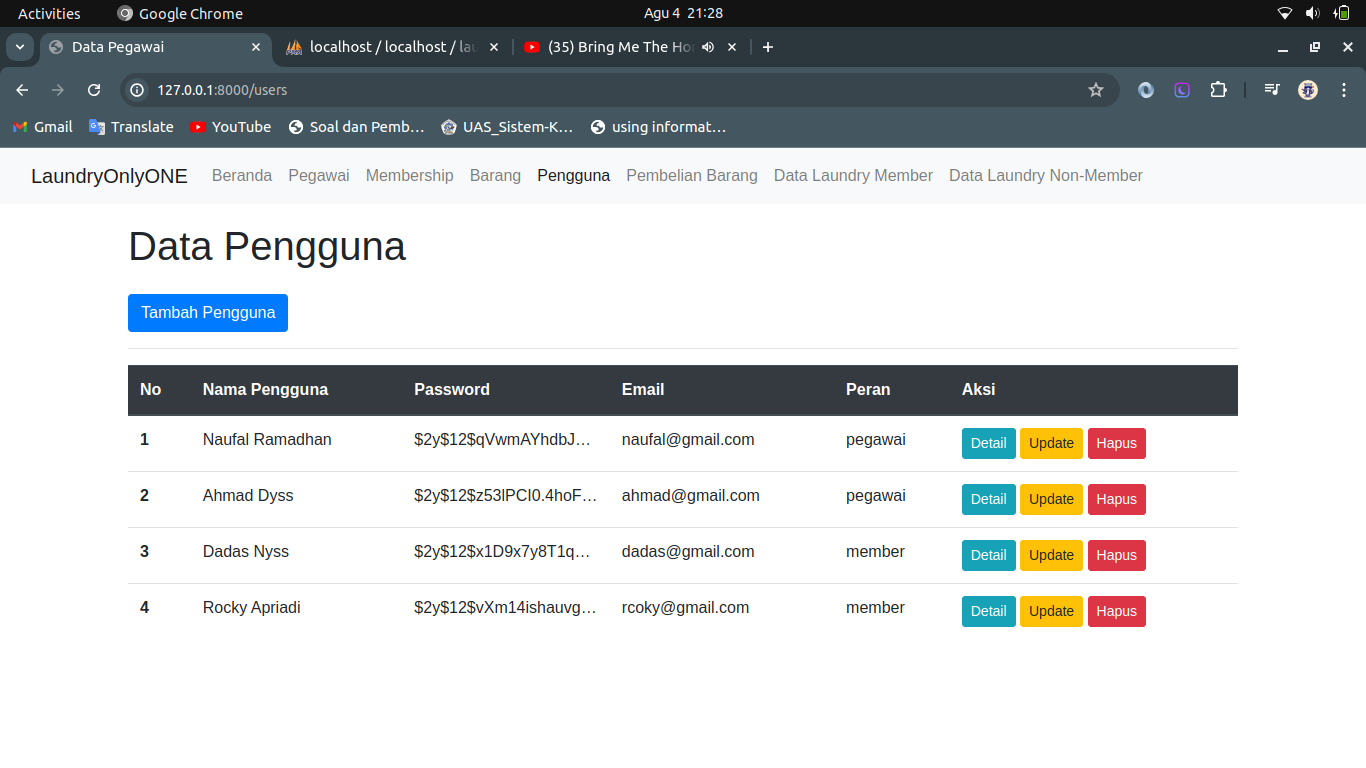 Activities Google Chrome Agu 4 21:28
Data Pegawai localhost / localhost / lau (35) Bring Me The Hor
127.0.0.1:8000/users
Gmail Translate YouTube Soal dan Pemb... UAS_Sistem-K... using informat...
LaundryOnlyONE Beranda Pegawai Membership Barang Pengguna Pembelian Barang Data Laundry Member Data Laundry Non-Member
Data Pengguna
Tambah Pengguna
No Nama Pengguna Password Email Peran Aksi
1 Naufal Ramadhan $2y$12$qVwmAYhdbJ... naufal@gmail.com pegawai Detail Update Hapus
2 Ahmad Dyss $2y$12$z53lPCI0.4hoF... ahmad@gmail.com pegawai Detail Update Hapus
3 Dadas Nyss $2y$12$x1D9x7y8T1q... dadas@gmail.com member Detail Update Hapus
4 Rocky Apriadi $2y$12$vXm14ishauvg... rcoky@gmail.com member Detail Update Hapus